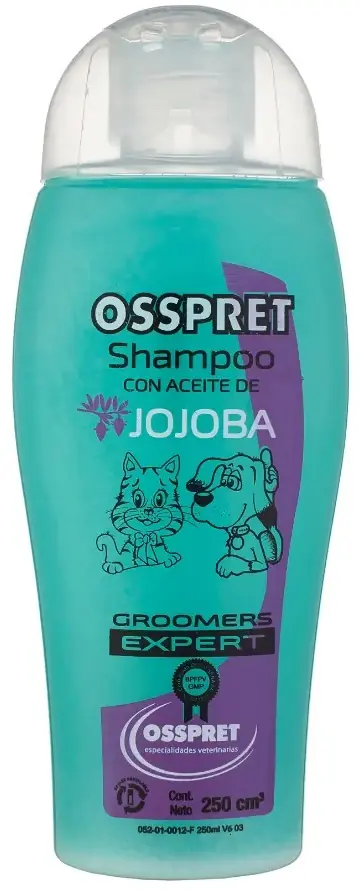 OSSPRET
Shampoo
CON ACEITE DE
JOJOBA
GROOMERS
EXPERT
BPFPV
GMP
OSSPRET
especialidades veterinarias
Cont.
Neto 250 cm³
052-01-0012-F 250ml V6 03